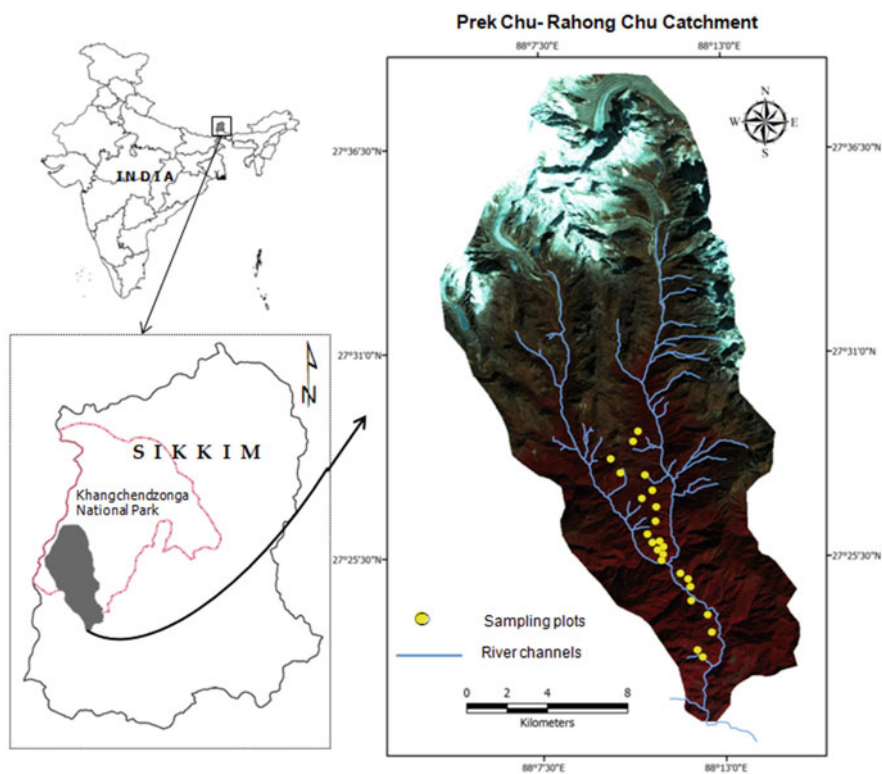 Prek Chu- Rahong Chu Catchment
88°7'30"E 88°13'0"E
N
W E
S
27°36'30"N 27°36'30"N
INDIA
27°31'0"N 27°31'0"N
N
SIKKIM
Khangchendzonga
National Park
27°25'30"N 27°25'30"N
Sampling plots
River channels
0 2 4 8
Kilometers
88°7'30"E 88°13'0"E